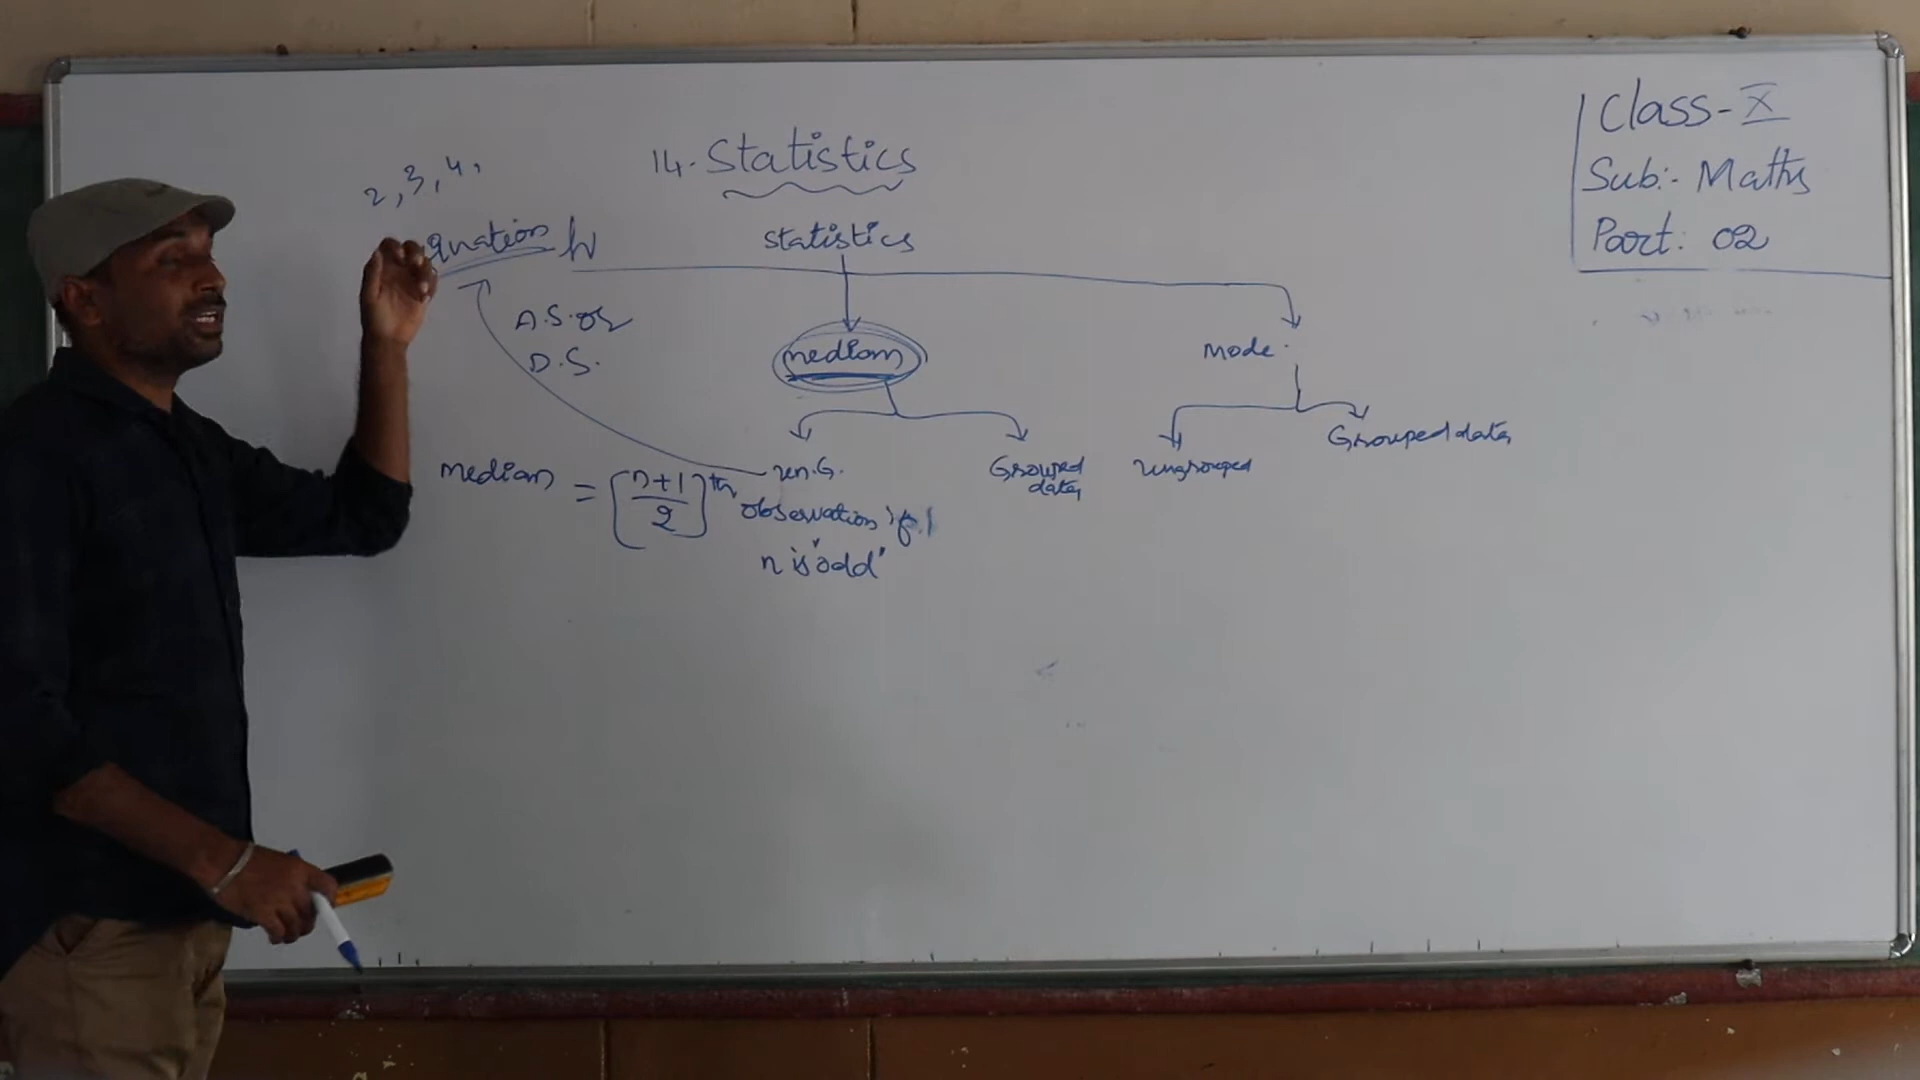 Class-X
Sub:- Maths
Part: 02
14. Statistics
2, 3, 4,
statistics
A.S. or
D.S.
median
Mode.
un.G.
Grouped
data
ungrouped
Grouped data
median = [n+1/2]th
observation if
n is "odd"